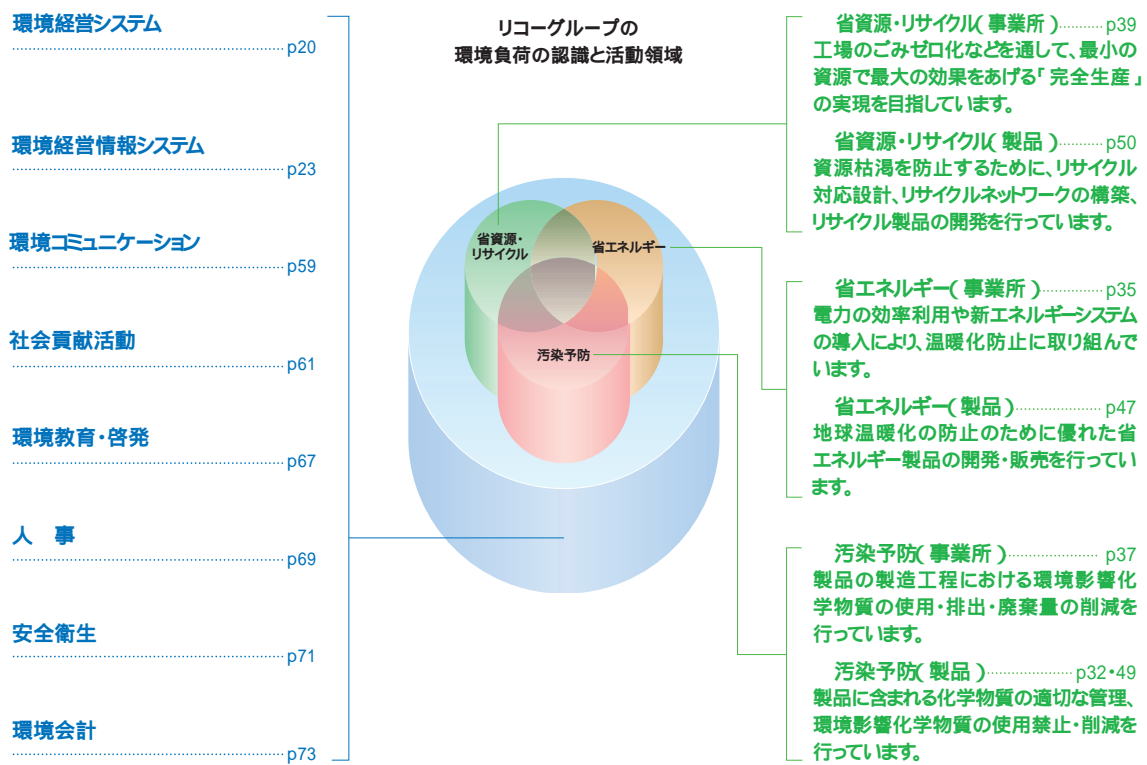 環境経営システム
p20
環境経営情報システム
p23
環境コミュニケーション
p59
社会貢献活動
p61
環境教育・啓発
p67
人 事
p69
安全衛生
p71
環境会計
p73
リコーグループの
環境負荷の認識と活動領域
省資源・
リサイクル
省エネルギー
汚染予防
省資源・リサイクル(事業所)………… p39
工場のごみゼロ化などを通して、最小の
資源で最大の効果をあげる「完全生産」
の実現を目指しています。
省資源・リサイクル(製品)………… p50
資源枯渇を防止するために、リサイクル
対応設計、リサイクルネットワークの構築、
リサイクル製品の開発を行っています。
省エネルギー(事業所)………… p35
電力の効率利用や新エネルギーシステム
の導入により、温暖化防止に取り組んで
います。
省エネルギー(製品)………… p47
地球温暖化の防止のために優れた省
エネルギー製品の開発・販売を行ってい
ます。
汚染予防(事業所)………… p37
製品の製造工程における環境影響化
学物質の使用・排出・廃棄量の削減を
行っています。
汚染予防(製品)………… p32・49
製品に含まれる化学物質の適切な管理、
環境影響化学物質の使用禁止・削減を
行っています。